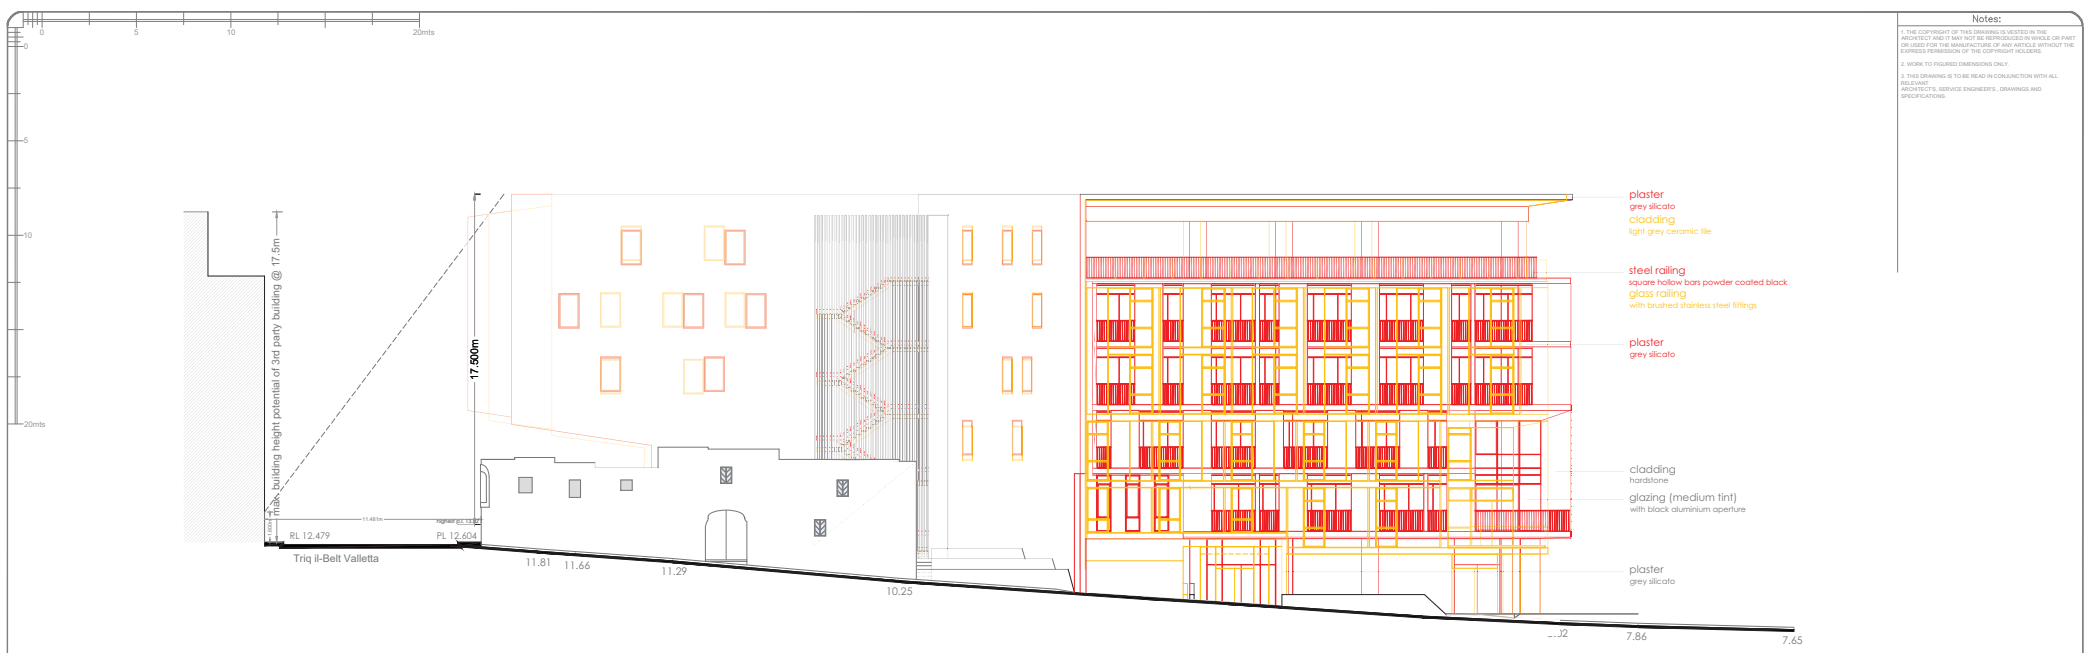 0
5
10
20mts
0
5
10
20mts
Notes:
1. THE COPYRIGHT OF THIS DRAWING IS VESTED IN THE
ARCHITECT AND IT MAY NOT BE REPRODUCED IN WHOLE OR PART
OR USED FOR THE MANUFACTURE OF ANY ARTICLE WITHOUT THE
EXPRESS PERMISSION OF THE COPYRIGHT HOLDERS.
2. WORK TO FIGURED DIMENSIONS ONLY.
3. THIS DRAWING IS TO BE READ IN CONJUNCTION WITH ALL
RELEVANT
ARCHITECT'S, SERVICE ENGINEER'S , DRAWINGS AND
SPECIFICATIONS.
plaster
grey silicato
cladding
light grey ceramic tile
steel railing
square hollow bars powder coated black
glass railing
with brushed stainless steel fittings
plaster
grey silicato
cladding
hardstone
glazing (medium tint)
with black aluminium aperture
plaster
grey silicato
max. building height potential of 3rd party building @ 17.5m
17.500m
11.481m
RL 12.479
PL 12.604
Triq il-Belt Valletta
11.81
11.66
11.29
10.25
7.86
7.65